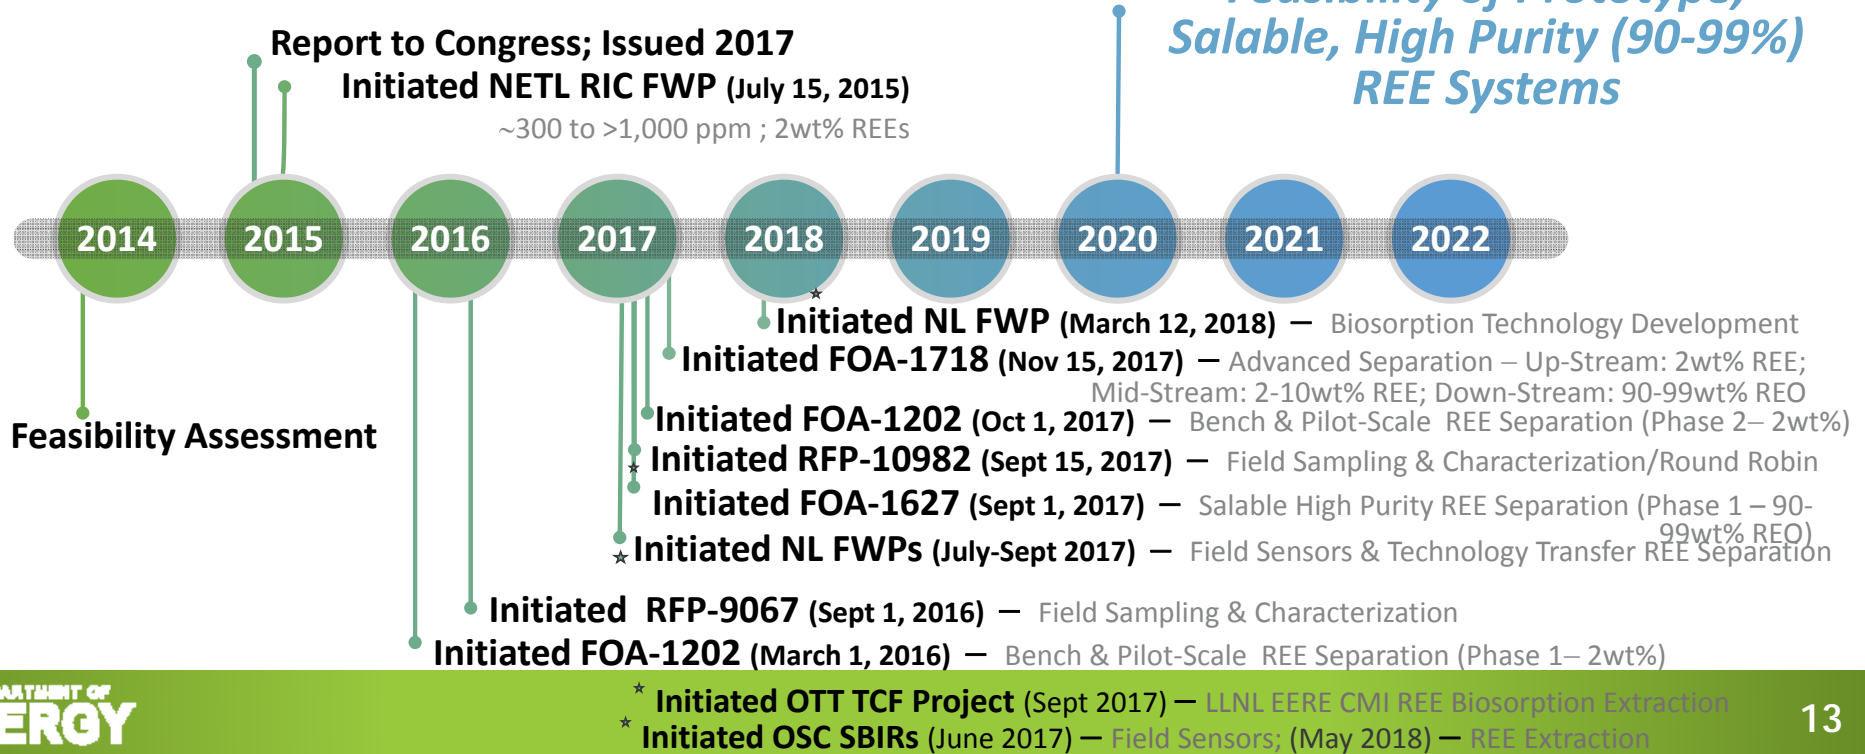 Feasibility of Prototype,
Salable, High Purity (90-99%)
REE Systems
Report to Congress; Issued 2017
Initiated NETL RIC FWP (July 15, 2015)
~300 to >1,000 ppm ; 2wt% REEs
2014 2015 2016 2017 2018 2019 2020 2021 2022
Initiated NL FWP (March 12, 2018) — Biosorption Technology Development
Initiated FOA-1718 (Nov 15, 2017) — Advanced Separation – Up-Stream: 2wt% REE;
Mid-Stream: 2-10wt% REE; Down-Stream: 90-99wt% REO
Initiated FOA-1202 (Oct 1, 2017) — Bench & Pilot-Scale REE Separation (Phase 2– 2wt%)
Feasibility Assessment
Initiated RFP-10982 (Sept 15, 2017) — Field Sampling & Characterization/Round Robin
Initiated FOA-1627 (Sept 1, 2017) — Salable High Purity REE Separation (Phase 1 – 90-
99wt% REO)
Initiated NL FWPs (July-Sept 2017) — Field Sensors & Technology Transfer REE Separation
Initiated RFP-9067 (Sept 1, 2016) — Field Sampling & Characterization
Initiated FOA-1202 (March 1, 2016) — Bench & Pilot-Scale REE Separation (Phase 1– 2wt%)
Initiated OTT TCF Project (Sept 2017) — LLNL EERE CMI REE Biosorption Extraction
Initiated OSC SBIRs (June 2017) — Field Sensors; (May 2018) — REE Extraction
ARTMENT OF
ERGY
13